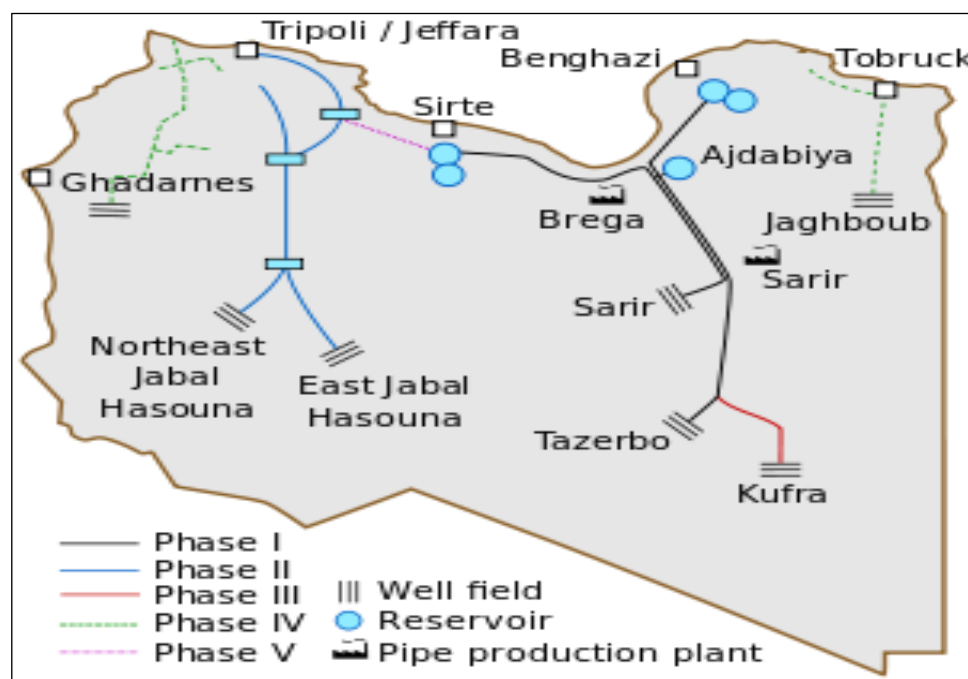 Tripoli / Jeffara
Benghazi
Tobruck
Sirte
Ajdabiya
Ghadarnes
Brega
Jaghboub
Sarir
Sarir
Northeast
Jabal
Hasouna
East Jabal
Hasouna
Tazerbo
Kufra
Phase I
Phase II
Phase III
Phase IV
Phase V
Well field
Reservoir
Pipe production plant